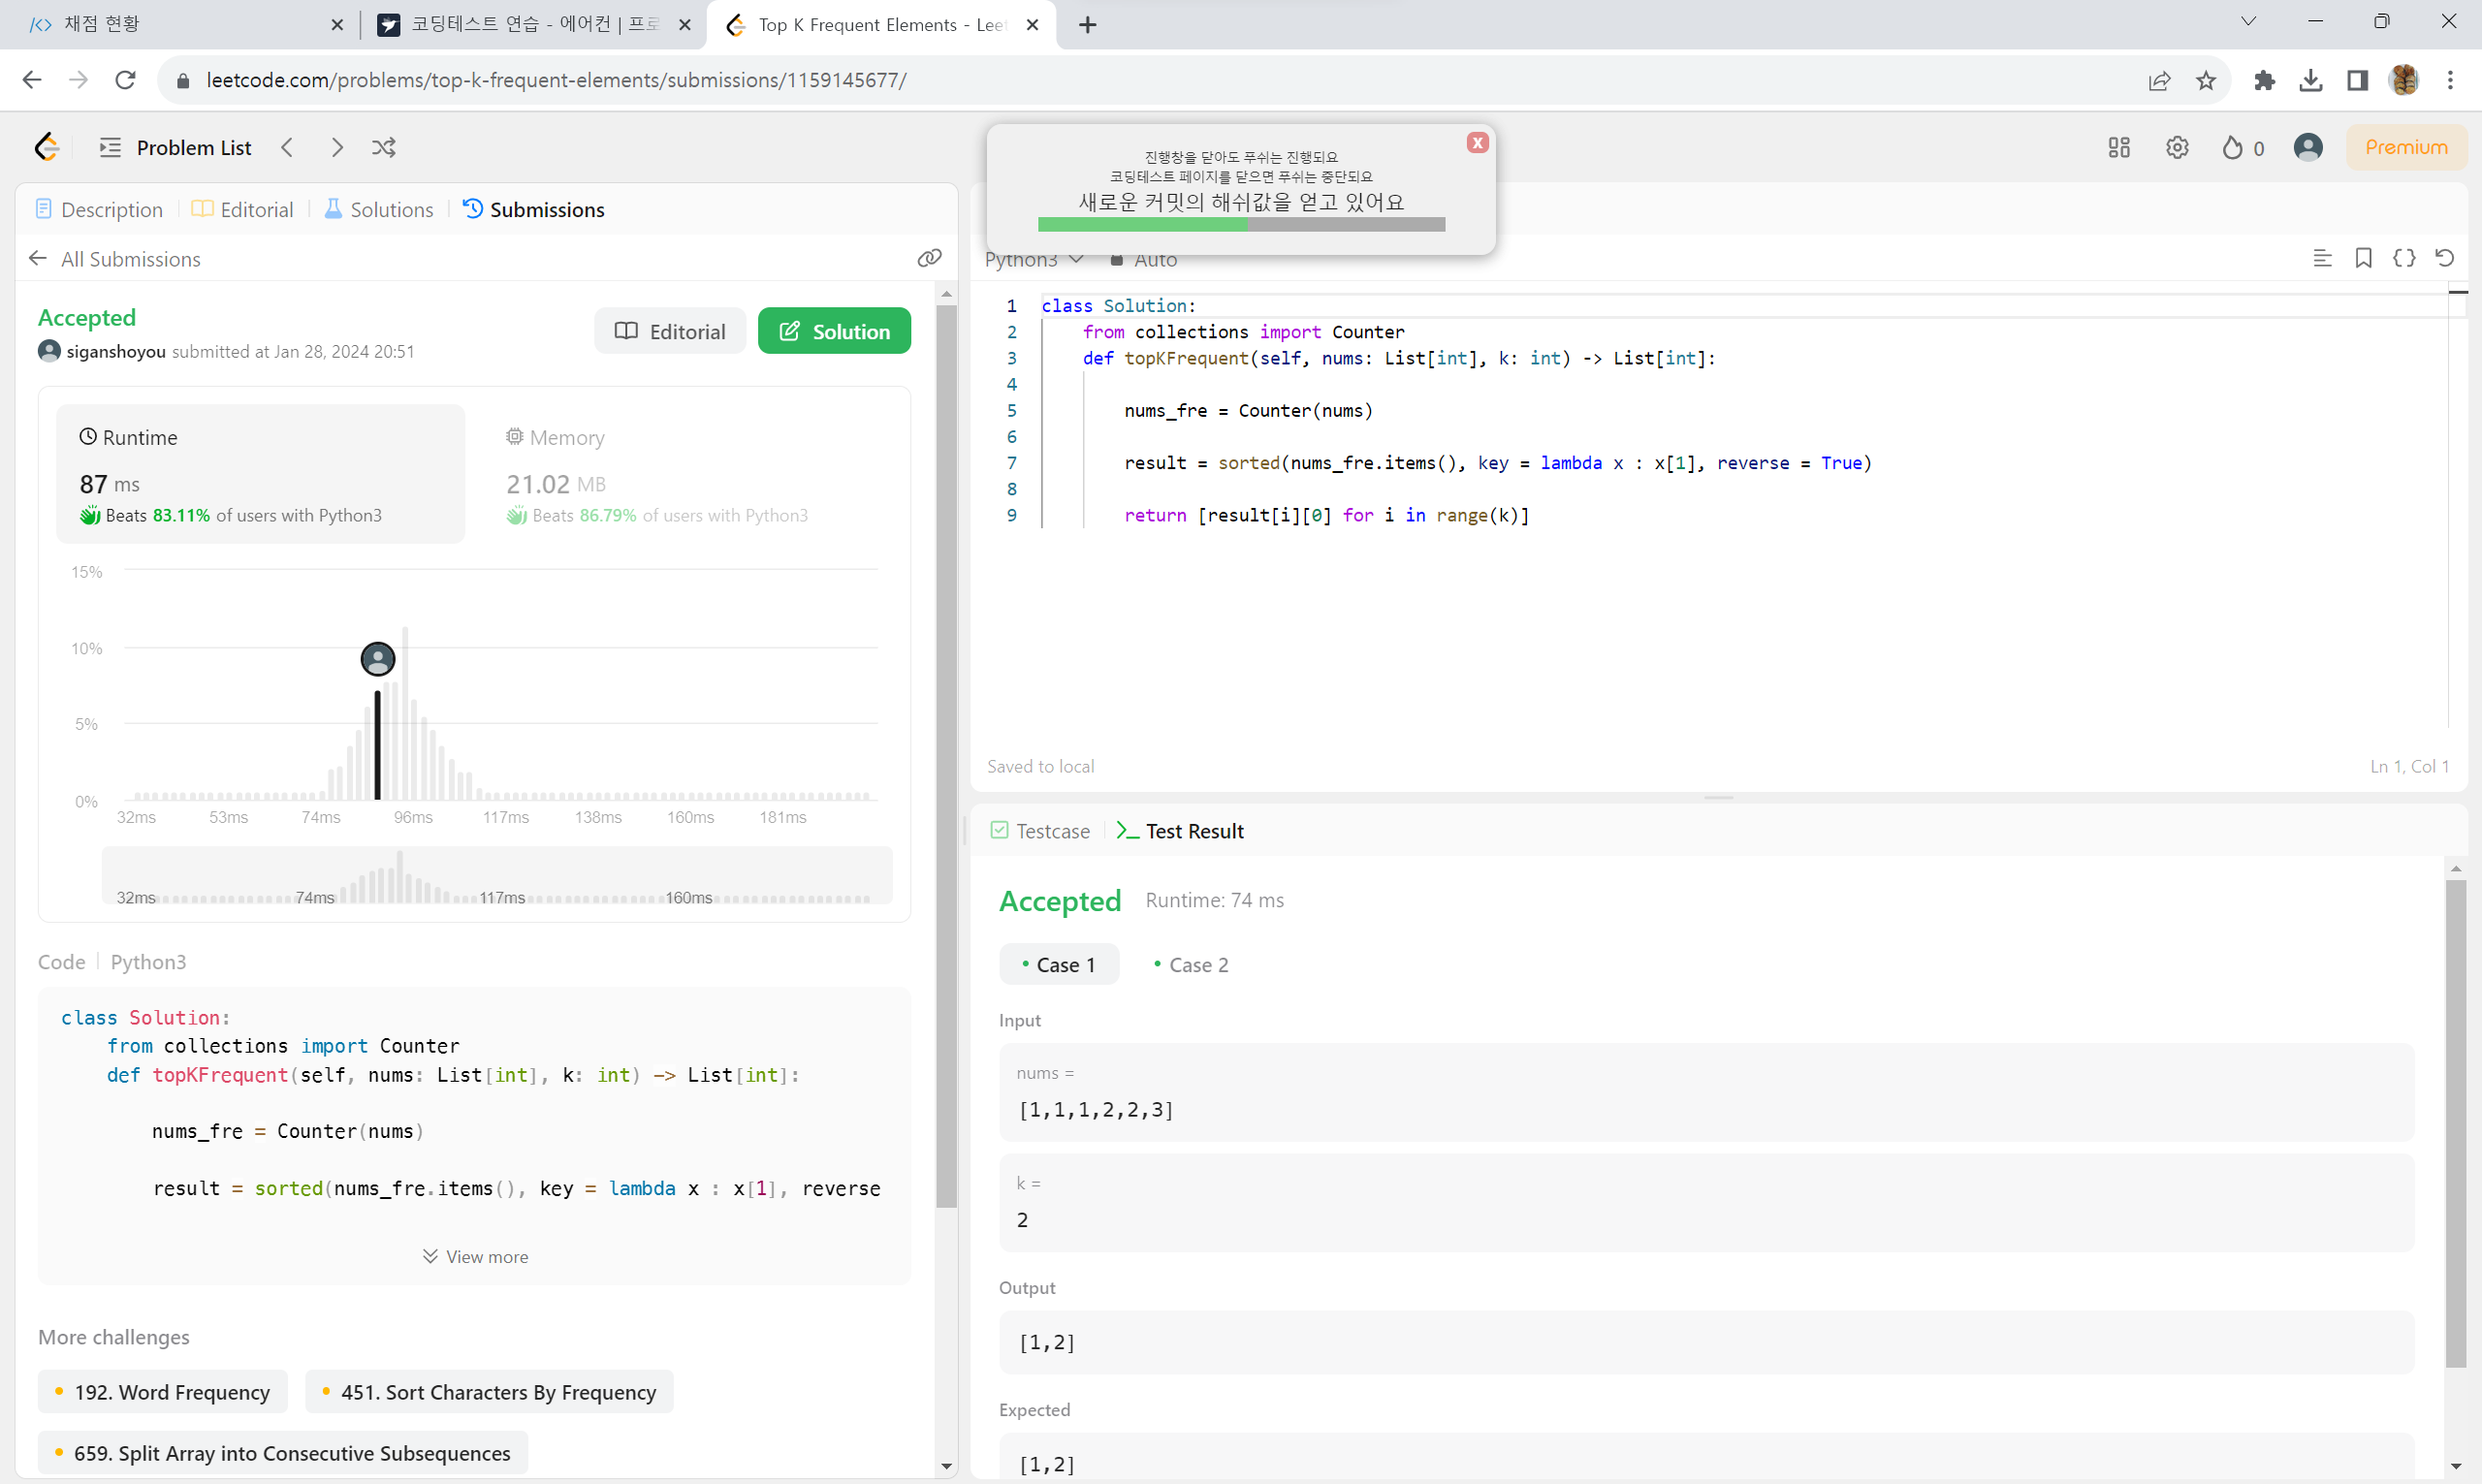 채점 현황
코딩테스트 연습 - 에어컨 | 프로
Top K Frequent Elements - Leet
leetcode.com/problems/top-k-frequent-elements/submissions/1159145677/
Problem List
0
Premium
진행창을 닫아도 푸쉬는 진행되요
코딩테스트 페이지를 닫으면 푸쉬는 중단되요
새로운 커밋의 해쉬값을 얻고 있어요
X
Description
Editorial
Solutions
Submissions
All Submissions
Accepted
siganshoyou submitted at Jan 28, 2024 20:51
Editorial
Solution
Runtime
87 ms
Beats 83.11% of users with Python3
Memory
21.02 MB
Beats 86.79% of users with Python3
15%
10%
5%
0%
32ms 53ms 74ms 96ms 117ms 138ms 160ms 181ms
32ms 74ms 117ms 160ms
Code
Python3
class Solution:
from collections import Counter
def topKFrequent(self, nums: List[int], k: int) -> List[int]:
nums_fre = Counter(nums)
result = sorted(nums_fre.items(), key = lambda x : x[1], reverse
View more
More challenges
192. Word Frequency
451. Sort Characters By Frequency
659. Split Array into Consecutive Subsequences
Python3
Auto
1 class Solution:
2 from collections import Counter
3 def topKFrequent(self, nums: List[int], k: int) -> List[int]:
4
5 nums_fre = Counter(nums)
6
7 result = sorted(nums_fre.items(), key = lambda x : x[1], reverse = True)
8
9 return [result[i][0] for i in range(k)]
Saved to local
Ln 1, Col 1
Testcase
Test Result
Accepted
Runtime: 74 ms
Case 1
Case 2
Input
nums =
[1,1,1,2,2,3]
k =
2
Output
[1,2]
Expected
[1,2]